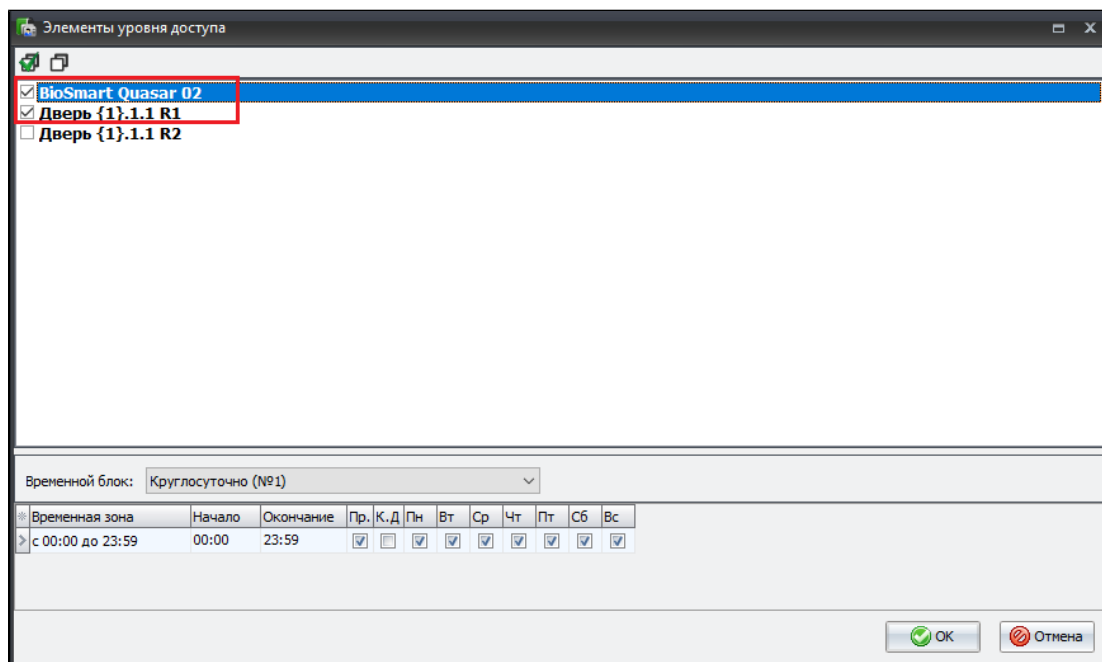 Элементы уровня доступа
BioSmart Quasar 02
Дверь {1}.1.1 R1
Дверь {1}.1.1 R2
Временной блок: Круглосуточно (№1)
Временная зона Начало Окончание Пр. К.Д Пн Вт Ср Чт Пт Сб Вс
с 00:00 до 23:59 00:00 23:59
OK Отмена